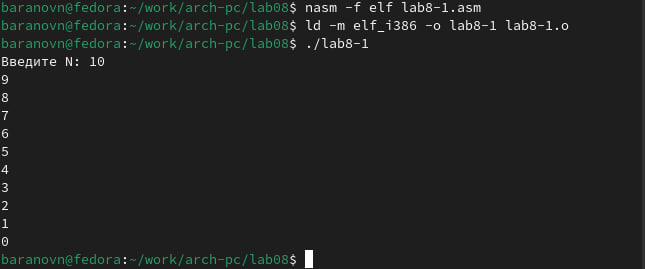 baranovn@fedora:~/work/arch-pc/lab08$ nasm -f elf lab8-1.asm
baranovn@fedora:~/work/arch-pc/lab08$ ld -m elf_i386 -o lab8-1 lab8-1.o
baranovn@fedora:~/work/arch-pc/lab08$ ./lab8-1
Введите N: 10
9
8
7
6
5
4
3
2
1
0
baranovn@fedora:~/work/arch-pc/lab08$